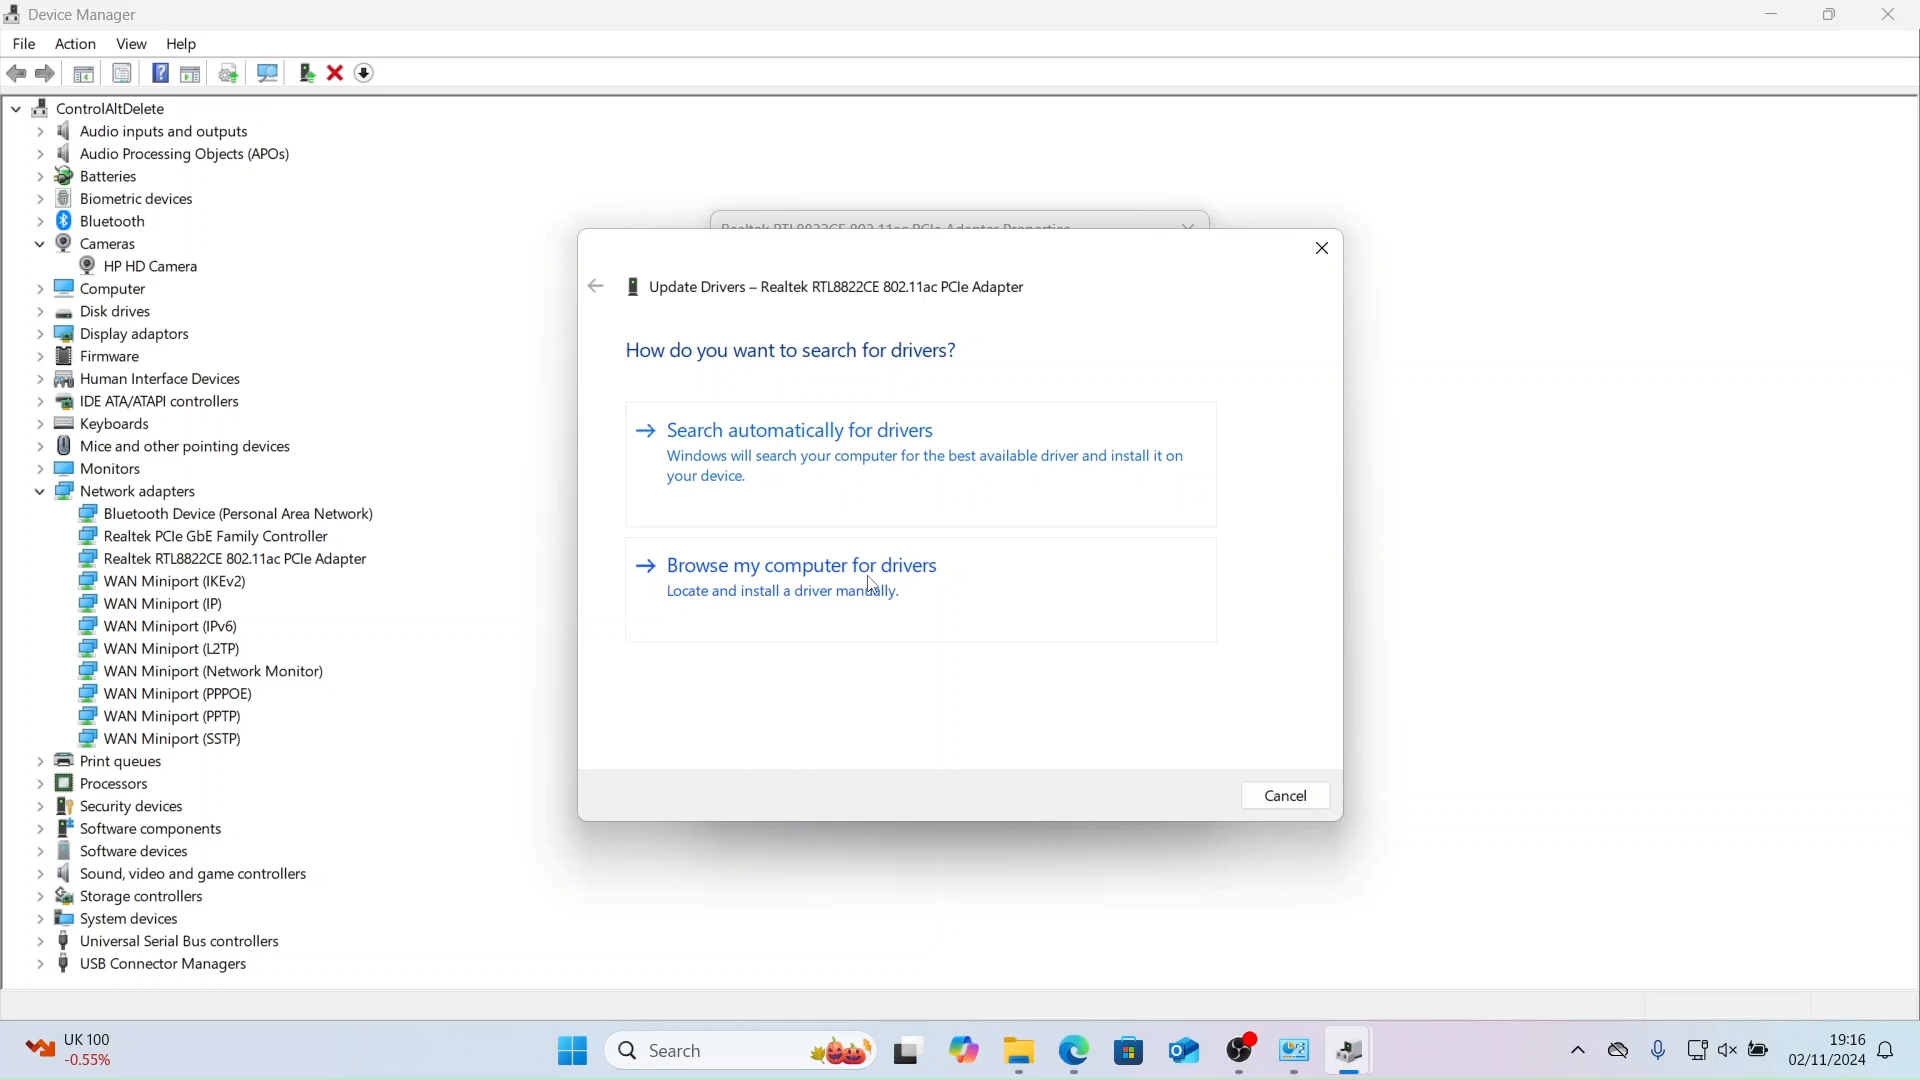 Device Manager
File Action View Help
ControlAltDelete
Audio inputs and outputs
Audio Processing Objects (APOs)
Batteries
Biometric devices
Bluetooth
Cameras
HP HD Camera
Computer
Disk drives
Display adaptors
Firmware
Human Interface Devices
IDE ATA/ATAPI controllers
Keyboards
Mice and other pointing devices
Monitors
Network adapters
Bluetooth Device (Personal Area Network)
Realtek PCIe GbE Family Controller
Realtek RTL8822CE 802.11ac PCIe Adapter
WAN Miniport (IKEv2)
WAN Miniport (IP)
WAN Miniport (IPv6)
WAN Miniport (L2TP)
WAN Miniport (Network Monitor)
WAN Miniport (PPPOE)
WAN Miniport (PPTP)
WAN Miniport (SSTP)
Print queues
Processors
Security devices
Software components
Software devices
Sound, video and game controllers
Storage controllers
System devices
Universal Serial Bus controllers
USB Connector Managers
Realtek RTL8822CE 802.11ac PCIe Adapter Properties
Update Drivers – Realtek RTL8822CE 802.11ac PCIe Adapter
How do you want to search for drivers?
Search automatically for drivers
Windows will search your computer for the best available driver and install it on
your device.
Browse my computer for drivers
Locate and install a driver manually.
Cancel
UK 100
-0.55%
Search
19:16
02/11/2024